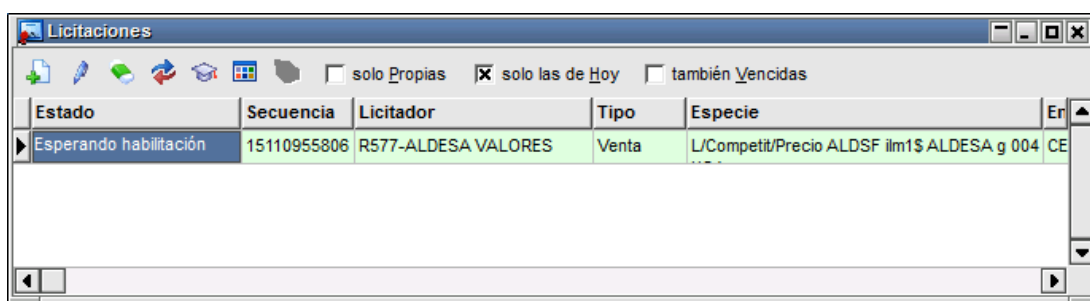 Licitaciones
solo Propias solo las de Hoy también Vencidas
Estado Secuencia Licitador Tipo Especie En
Esperando habilitación 15110955806 R577-ALDESA VALORES Venta L/Competit/Precio ALDSF ilm1$ ALDESA g 004 CE